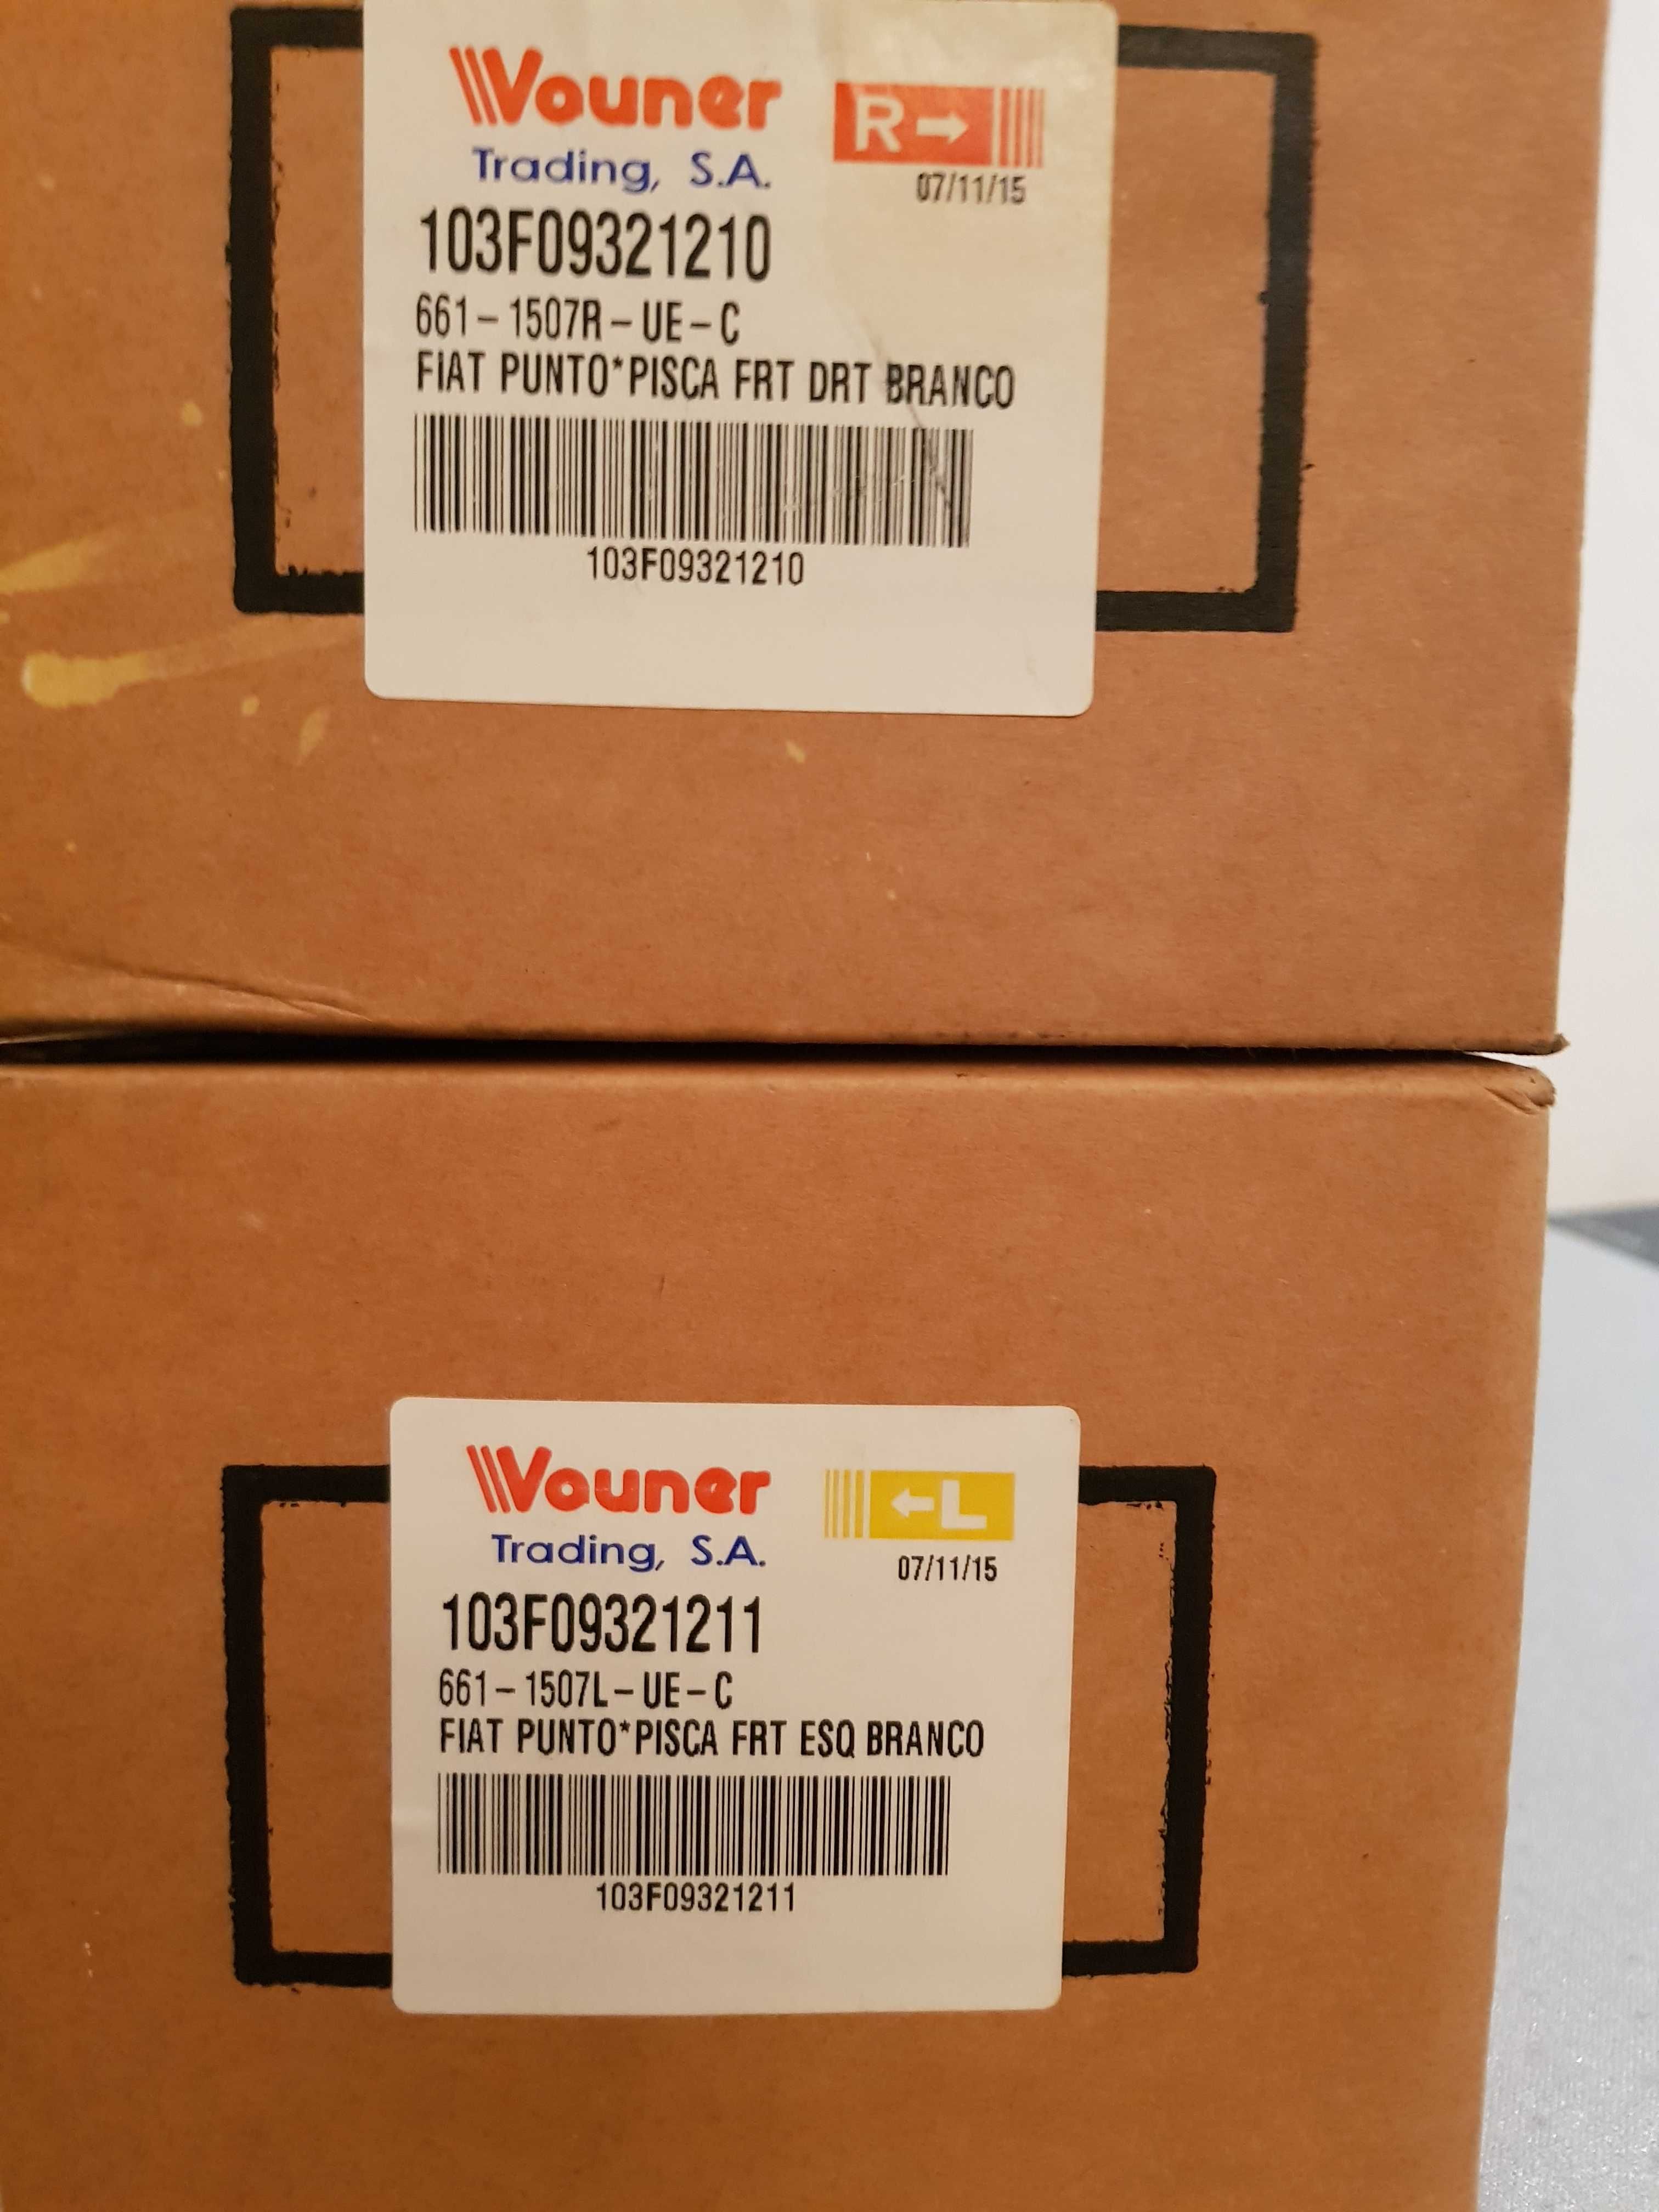 Vouner
R→
Trading, S.A.
07/11/15
103F09321210
661-1507R-UE-C
FIAT PUNTO*PISCA FRT DRT BRANCO
103F09321210
Vouner
←L
Trading, S.A.
07/11/15
103F09321211
661-1507L-UE-C
FIAT PUNTO*PISCA FRT ESQ BRANCO
103F09321211